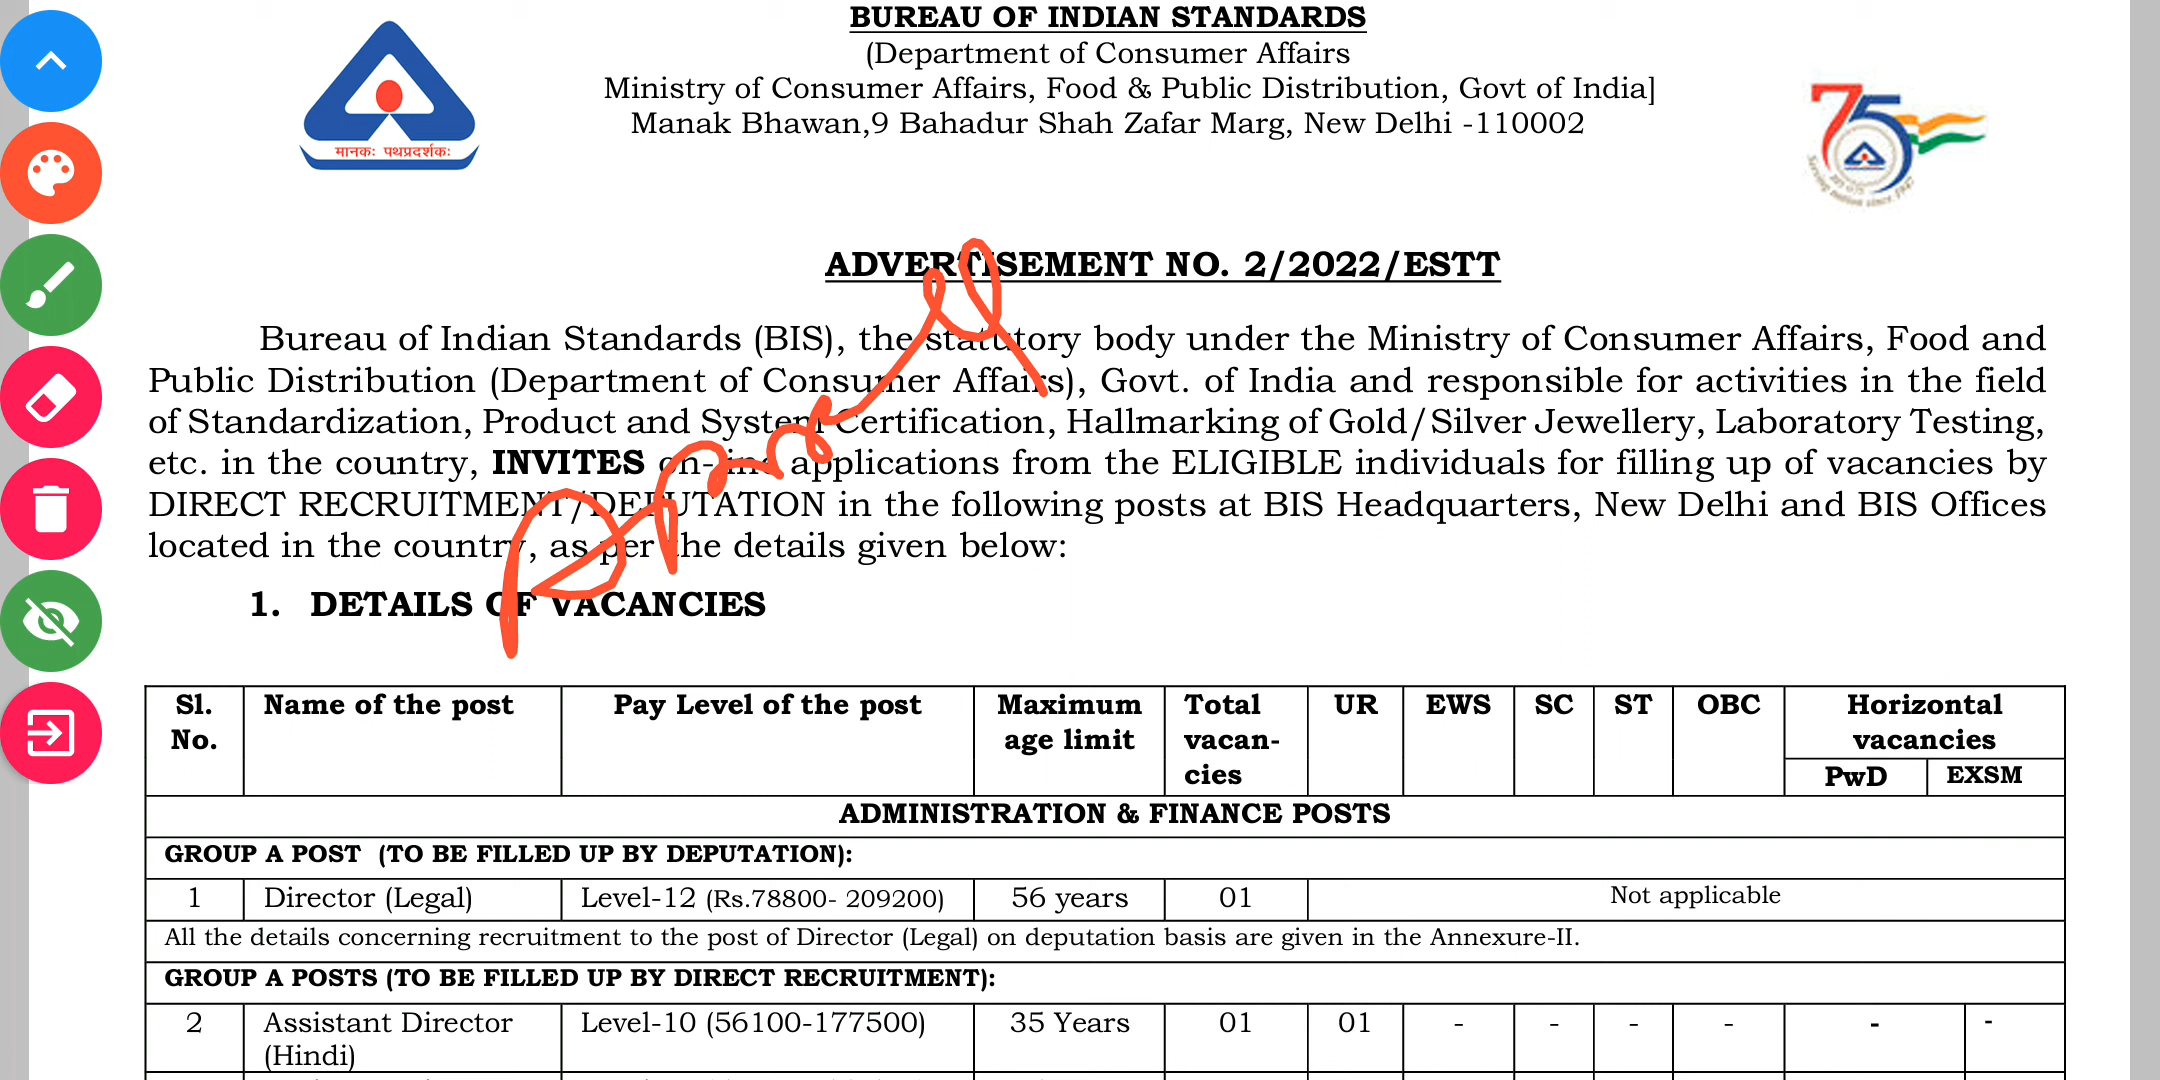 BUREAU OF INDIAN STANDARDS
(Department of Consumer Affairs
Ministry of Consumer Affairs, Food & Public Distribution, Govt of India]
Manak Bhawan,9 Bahadur Shah Zafar Marg, New Delhi -110002
मानकः पथप्रदर्शकः
75
ADVERTISEMENT NO. 2/2022/ESTT
Bureau of Indian Standards (BIS), the statutory body under the Ministry of Consumer Affairs, Food and
Public Distribution (Department of Consumer Affairs), Govt. of India and responsible for activities in the field
of Standardization, Product and System Certification, Hallmarking of Gold/Silver Jewellery, Laboratory Testing,
etc. in the country, INVITES on-line applications from the ELIGIBLE individuals for filling up of vacancies by
DIRECT RECRUITMENT/DEPUTATION in the following posts at BIS Headquarters, New Delhi and BIS Offices
located in the country, as per the details given below:
1. DETAILS OF VACANCIES
Sl. No. Name of the post Pay Level of the post Maximum age limit Total vacan-cies UR EWS SC ST OBC Horizontal vacancies
PwD EXSM
ADMINISTRATION & FINANCE POSTS
GROUP A POST (TO BE FILLED UP BY DEPUTATION):
1 Director (Legal) Level-12 (Rs.78800- 209200) 56 years 01 Not applicable
All the details concerning recruitment to the post of Director (Legal) on deputation basis are given in the Annexure-II.
GROUP A POSTS (TO BE FILLED UP BY DIRECT RECRUITMENT):
2 Assistant Director (Hindi) Level-10 (56100-177500) 35 Years 01 01 - - - - - -